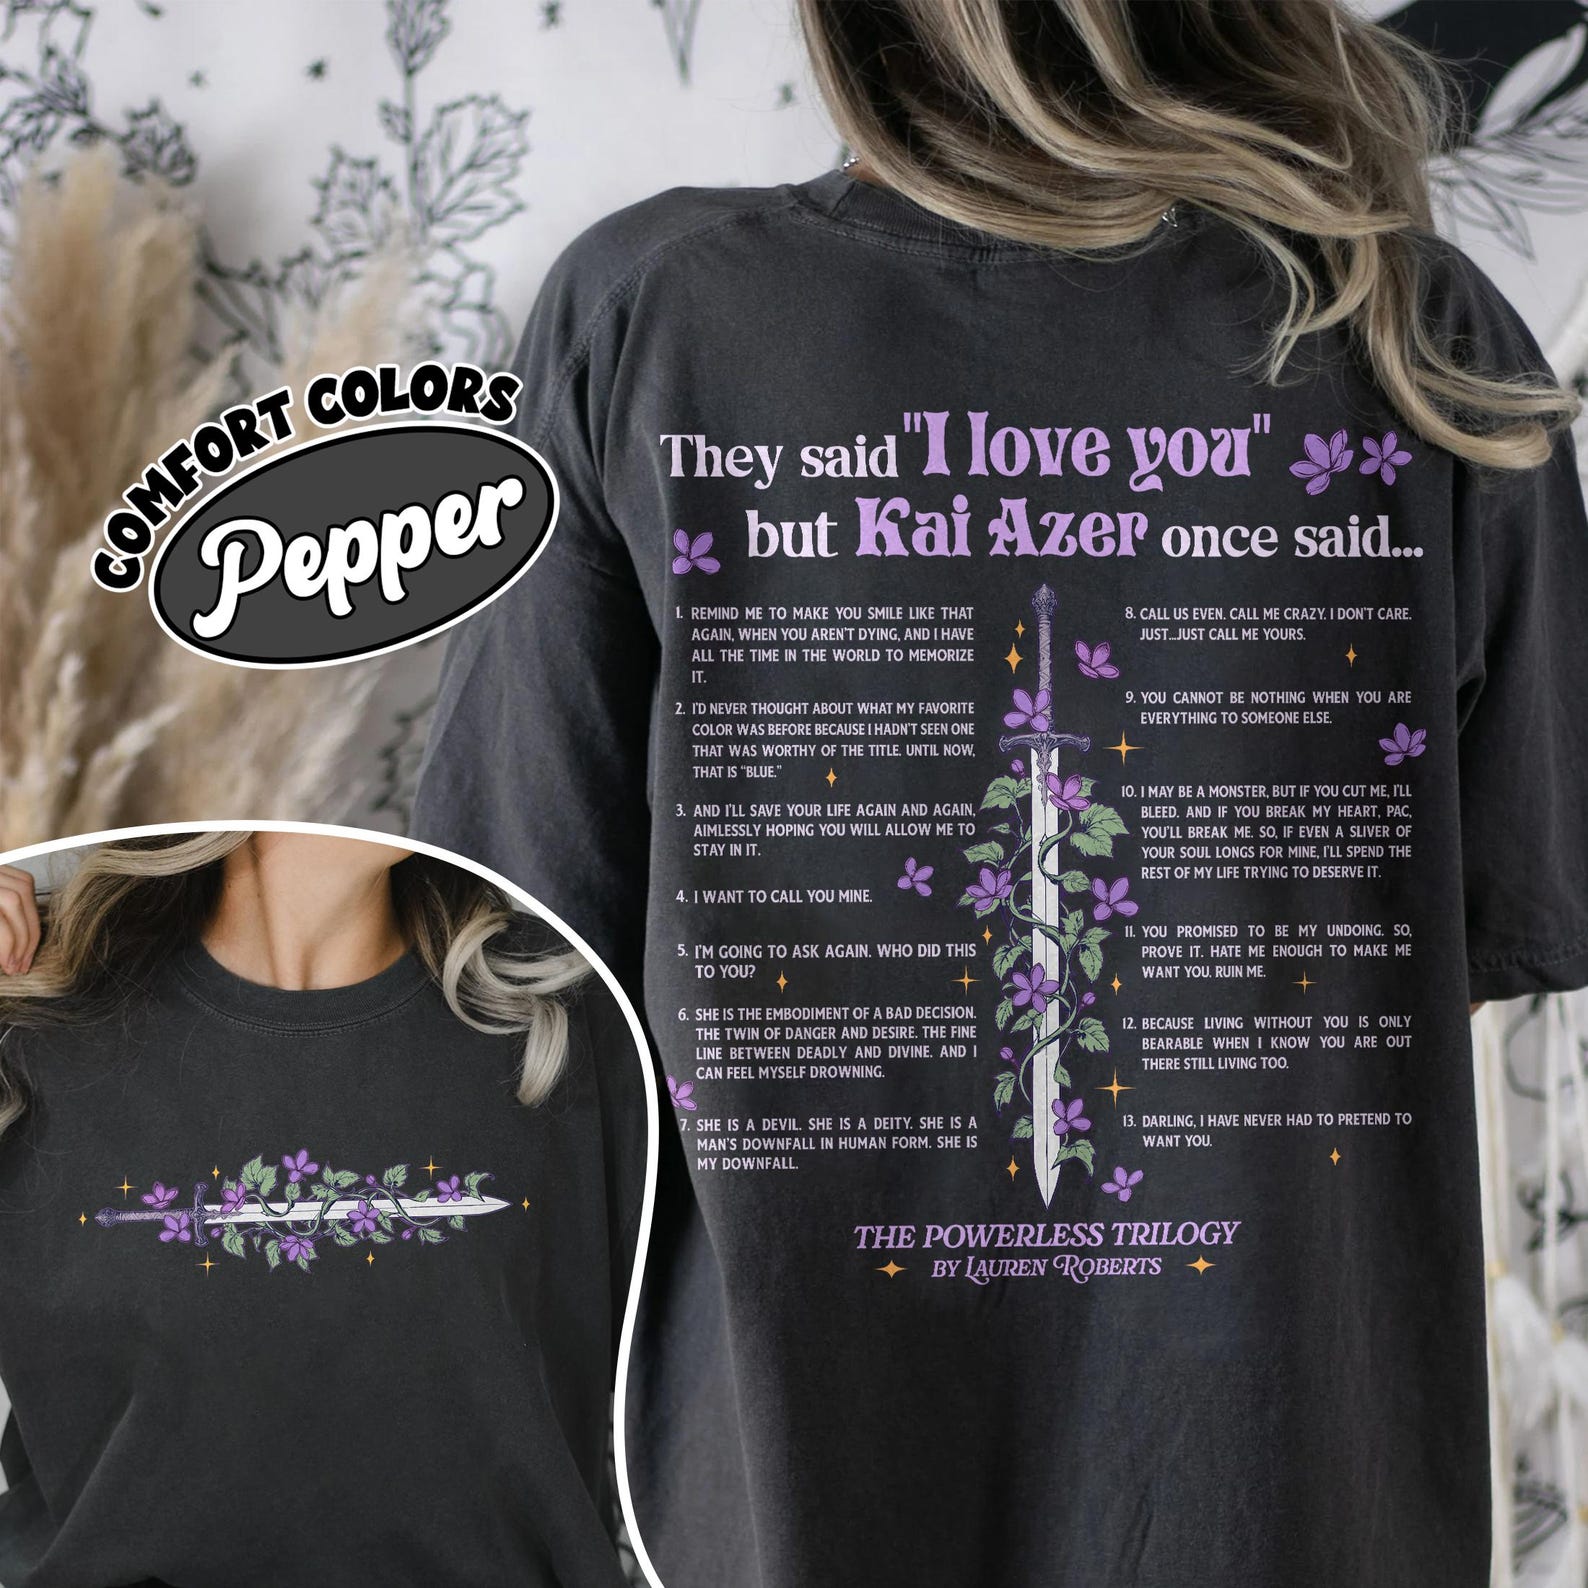 COMFORT COLORS
Pepper
They said "I love you"
but Kai Azer once said...
1. REMIND ME TO MAKE YOU SMILE LIKE THAT
AGAIN, WHEN YOU AREN'T DYING, AND I HAVE
ALL THE TIME IN THE WORLD TO MEMORIZE
IT.
2. I'D NEVER THOUGHT ABOUT WHAT MY FAVORITE
COLOR WAS BEFORE BECAUSE I HADN'T SEEN ONE
THAT WAS WORTHY OF THE TITLE. UNTIL NOW,
THAT IS "BLUE."
3. AND I'LL SAVE YOUR LIFE AGAIN AND AGAIN,
AIMLESSLY HOPING YOU WILL ALLOW ME TO
STAY IN IT.
4. I WANT TO CALL YOU MINE.
5. I'M GOING TO ASK AGAIN. WHO DID THIS
TO YOU?
6. SHE IS THE EMBODIMENT OF A BAD DECISION.
THE TWIN OF DANGER AND DESIRE. THE FINE
LINE BETWEEN DEADLY AND DIVINE. AND I
CAN FEEL MYSELF DROWNING.
7. SHE IS A DEVIL. SHE IS A DEITY. SHE IS A
MAN'S DOWNFALL IN HUMAN FORM. SHE IS
MY DOWNFALL.
8. CALL US EVEN. CALL ME CRAZY. I DON'T CARE.
JUST...JUST CALL ME YOURS.
9. YOU CANNOT BE NOTHING WHEN YOU ARE
EVERYTHING TO SOMEONE ELSE.
10. I MAY BE A MONSTER, BUT IF YOU CUT ME, I'LL
BLEED. AND IF YOU BREAK MY HEART, PAC,
YOU'LL BREAK ME. SO, IF EVEN A SLIVER OF
YOUR SOUL LONGS FOR MINE, I'LL SPEND THE
REST OF MY LIFE TRYING TO DESERVE IT.
11. YOU PROMISED TO BE MY UNDOING. SO,
PROVE IT. HATE ME ENOUGH TO MAKE ME
WANT YOU. RUIN ME.
12. BECAUSE LIVING WITHOUT YOU IS ONLY
BEARABLE WHEN I KNOW YOU ARE OUT
THERE STILL LIVING TOO.
13. DARLING, I HAVE NEVER HAD TO PRETEND TO
WANT YOU.
THE POWERLESS TRILOGY
BY LAUREN ROBERTS